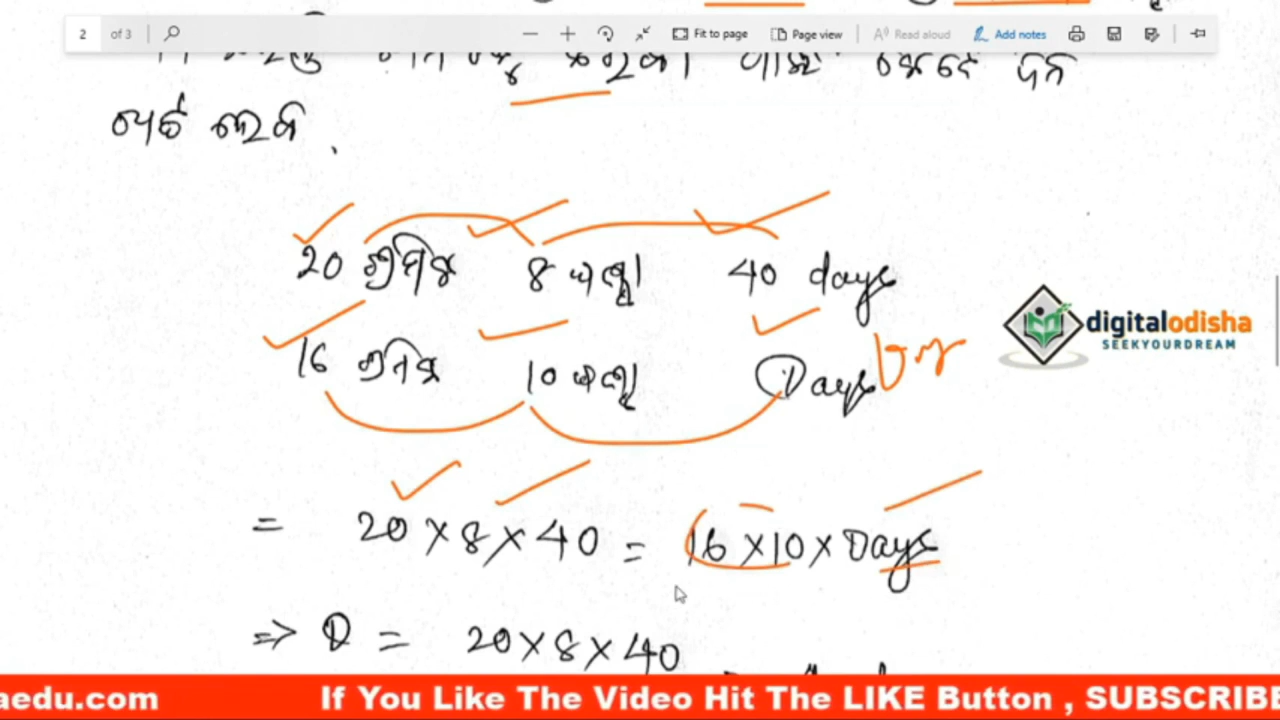 2 of 3 Fit to page Page view Read aloud Add notes
ଦିନ
20 ଶ୍ରମିକ 8 ଘଣ୍ଟା 40 days
16 ଶ୍ରମିକ 10 ଘଣ୍ଟା Days
digitalodisha
SEEKYOURDREAM
= 20 × 8 × 40 = 16 × 10 × Days
⇒ D = 20 × 8 × 40
aedu.com If You Like The Video Hit The LIKE Button , SUBSCRIBE